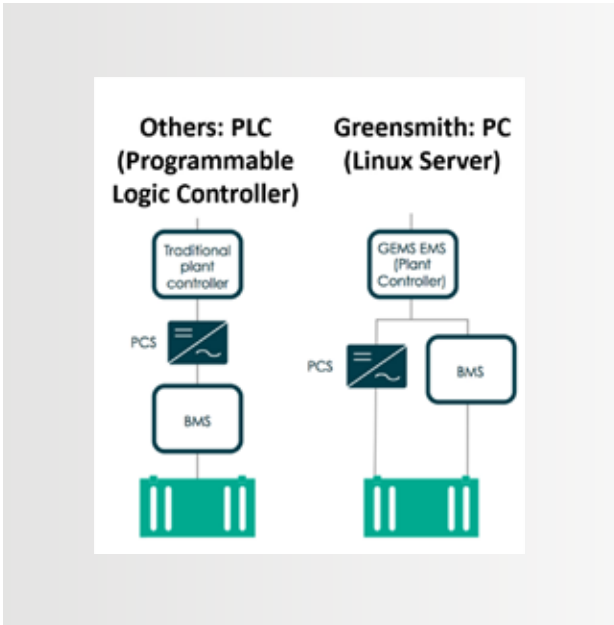 Others: PLC
(Programmable
Logic Controller)
Traditional
plant
controller
PCS
BMS
Greensmith: PC
(Linux Server)
GEMS EMS
(Plant
Controller)
PCS
BMS